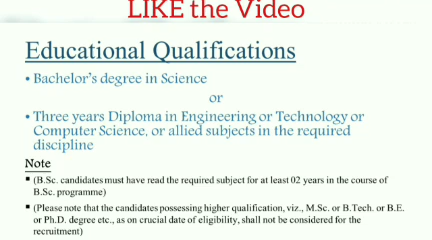 LIKE the Video
Educational Qualifications
• Bachelor's degree in Science
or
• Three years Diploma in Engineering or Technology or
Computer Science, or allied subjects in the required
discipline
Note
▪ (B.Sc. candidates must have read the required subject for at least 02 years in the course of
B.Sc. programme)
▪ (Please note that the candidates possessing higher qualification, viz., M.Sc. or B.Tech. or B.E.
or Ph.D. degree etc., as on crucial date of eligibility, shall not be considered for the
recruitment)